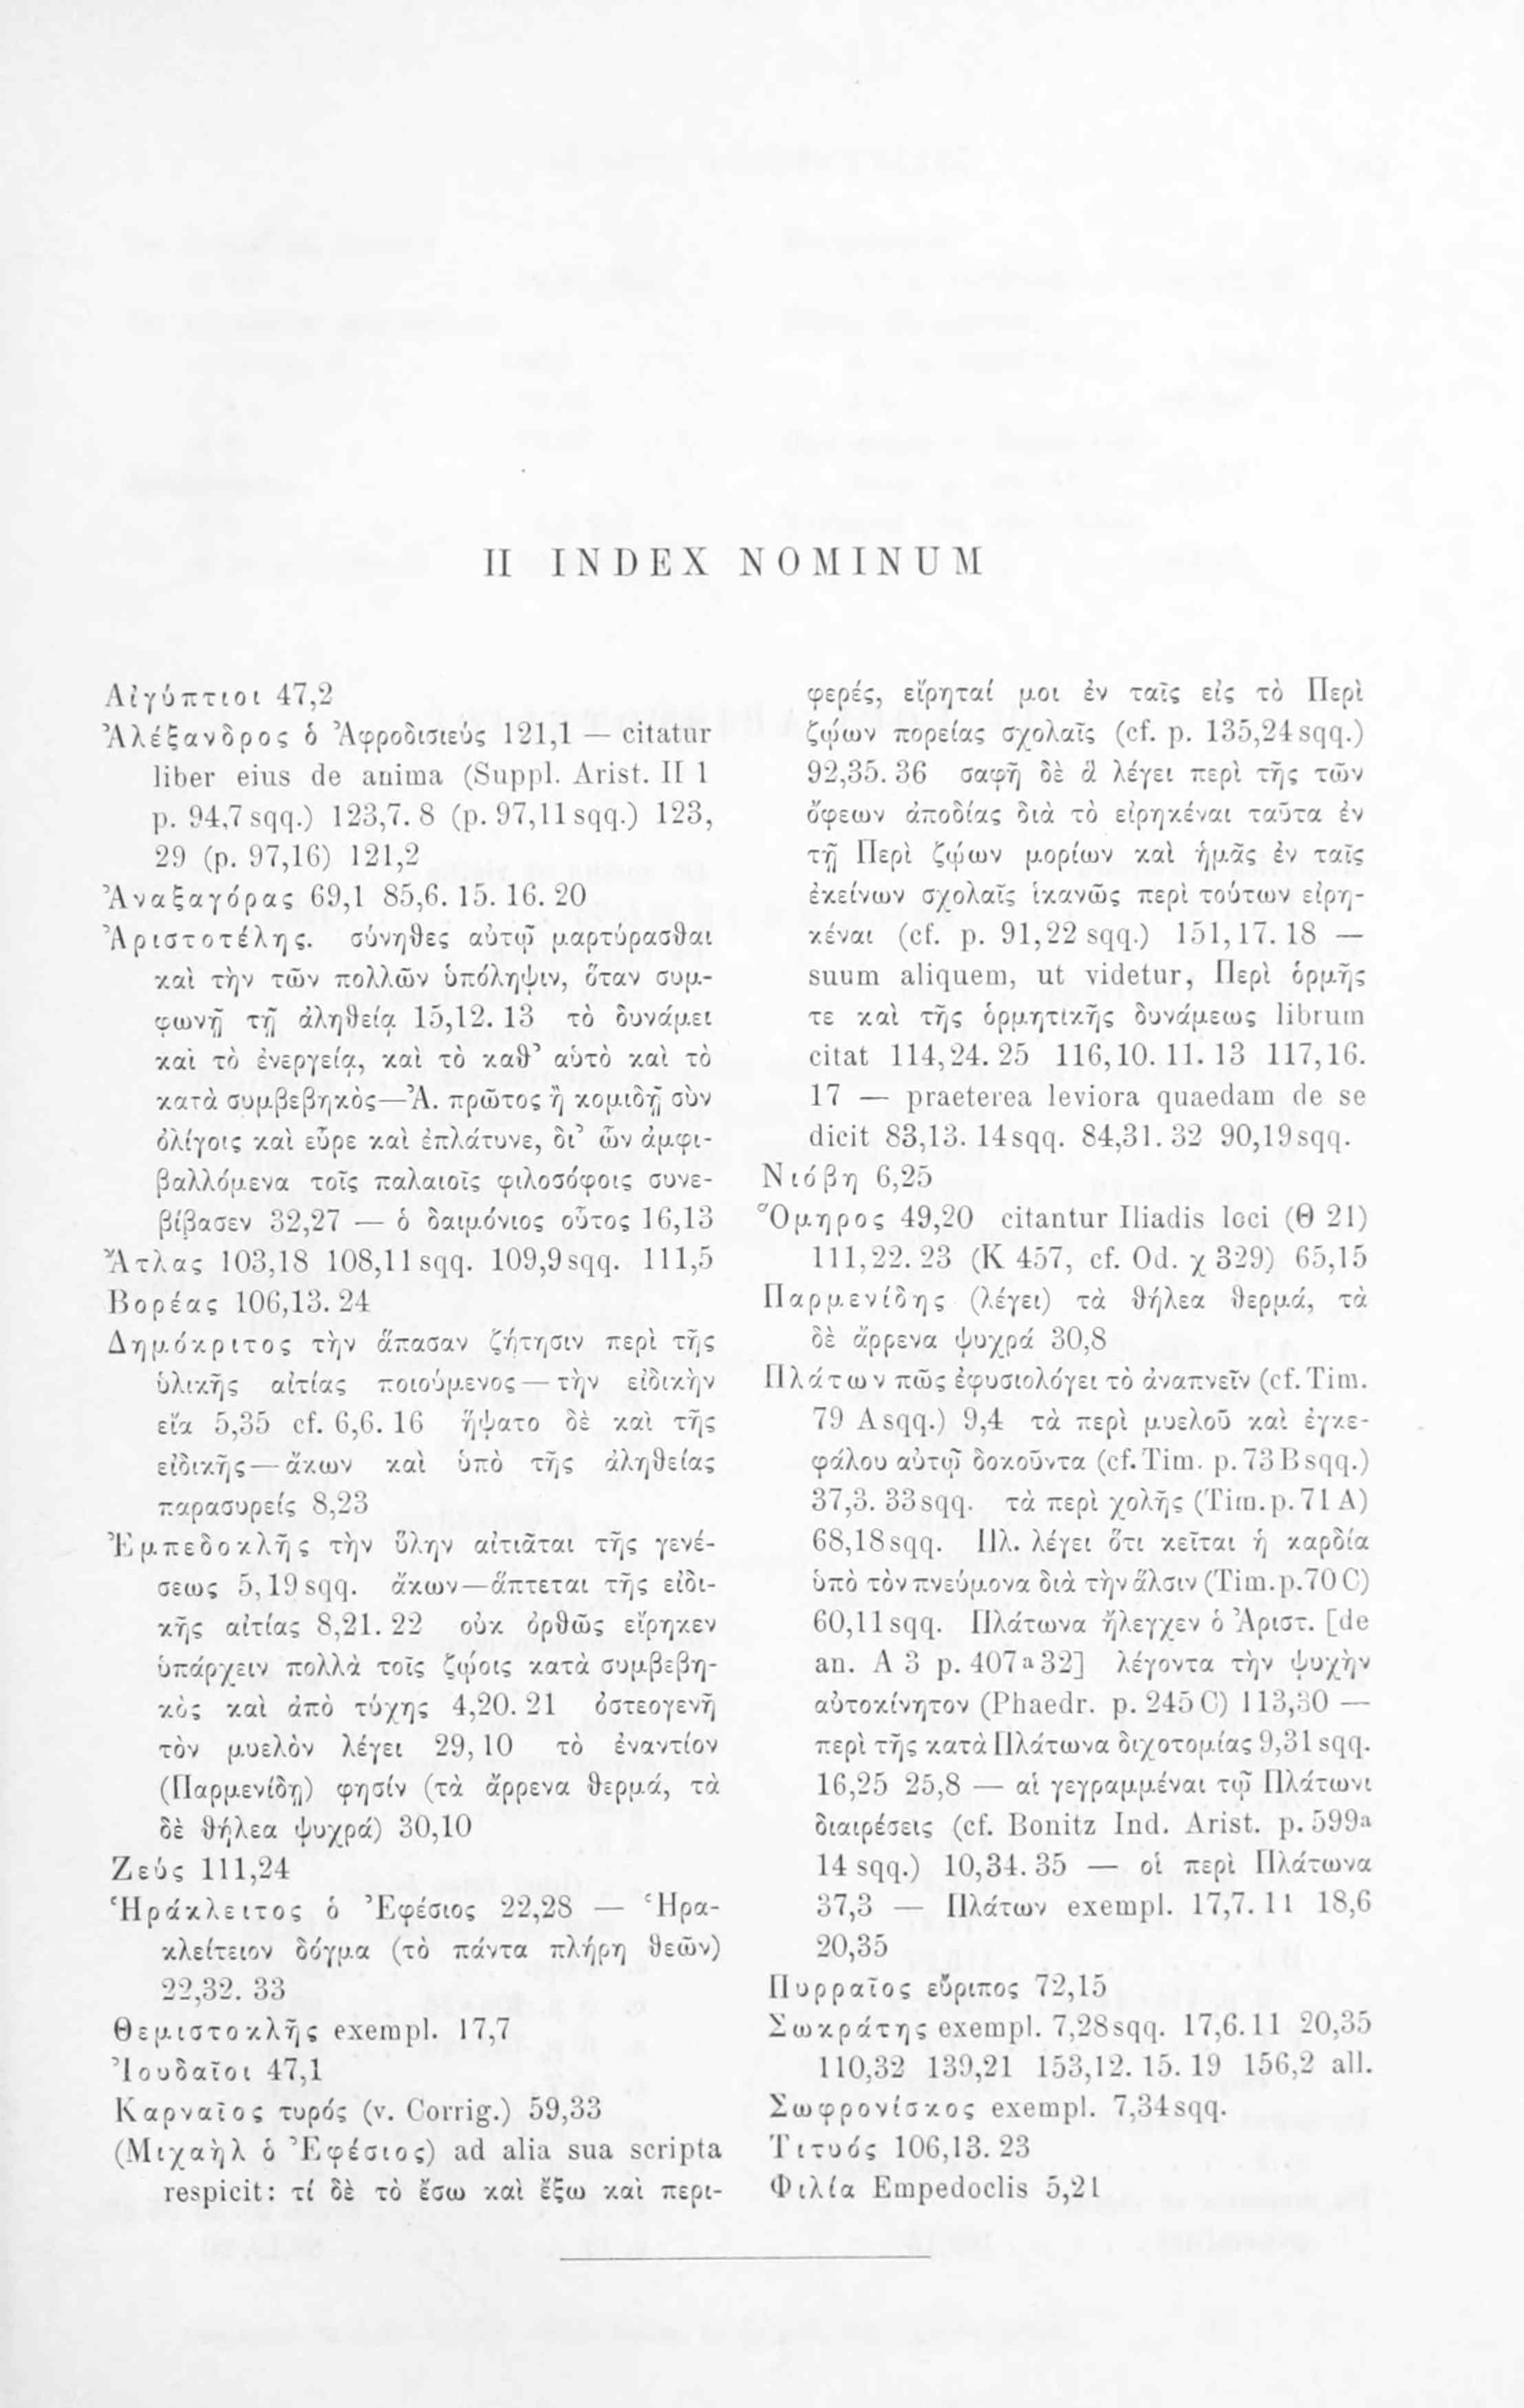 II INDEX NOMINUM
Αἰγύπτιοι 47,2
Ἀλέξανδρος ὁ Ἀφροδισιεύς 121,1 — citatur
liber eius de anima (Suppl. Arist. II 1
p. 94,7 sqq.) 123,7. 8 (p. 97,11 sqq.) 123,
29 (p. 97,16) 121,2
Ἀναξαγόρας 69,1 85,6. 15. 16. 20
Ἀριστοτέλης. σύνηθες αὐτῷ μαρτύρασθαι
καὶ τὴν τῶν πολλῶν ὑπόληψιν, ὅταν συμ-
φωνῇ τῇ ἀληθείᾳ 15,12. 13 τὸ δυνάμει
καὶ τὸ ἐνεργείᾳ, καὶ τὸ καθ’ αὑτὸ καὶ τὸ
κατὰ συμβεβηκὸς—Ἀ. πρῶτος ἢ κομιδῇ σὺν
ὀλίγοις καὶ εὗρε καὶ ἐπλάτυνε, δι’ ὧν ἀμφι-
βαλλόμενα τοῖς παλαιοῖς φιλοσόφοις συνε-
βίβασεν 32,27 — ὁ δαιμόνιος οὗτος 16,13
Ἄτλας 103,18 108,11 sqq. 109,9 sqq. 111,5
Βορέας 106,13. 24
Δημόκριτος τὴν ἅπασαν ζήτησιν περὶ τῆς
ὑλικῆς αἰτίας ποιούμενος — τὴν εἰδικὴν
εἴα 5,35 cf. 6,6. 16 ἥψατο δὲ καὶ τῆς
εἰδικῆς — ἄκων καὶ ὑπὸ τῆς ἀληθείας
παρασυρείς 8,23
Ἐμπεδοκλῆς τὴν ὕλην αἰτιᾶται τῆς γενέ-
σεως 5,19 sqq. ἄκων—ἅπτεται τῆς εἰδι-
κῆς αἰτίας 8,21. 22 οὐκ ὀρθῶς εἴρηκεν
ὑπάρχειν πολλὰ τοῖς ζῴοις κατὰ συμβεβη-
κὸς καὶ ἀπὸ τύχης 4,20. 21 ὀστεογενῆ
τὸν μυελὸν λέγει 29,10 τὸ ἐναντίον
(Παρμενίδῃ) φησίν (τὰ ἄρρενα θερμά, τὰ
δὲ θήλεα ψυχρά) 30,10
Ζεύς 111,24
Ἡράκλειτος ὁ Ἐφέσιος 22,28 — Ἡρα-
κλείτειον δόγμα (τὸ πάντα πλήρη θεῶν)
22,32. 33
Θεμιστοκλῆς exempl. 17,7
Ἰουδαῖοι 47,1
Καρναῖος τυρός (v. Corrig.) 59,33
(Μιχαὴλ ὁ Ἐφέσιος) ad alia sua scripta
respicit: τί δὲ τὸ ἔσω καὶ ἔξω καὶ περι-
φερές, εἴρηταί μοι ἐν ταῖς εἰς τὸ Περὶ
ζῴων πορείας σχολαῖς (cf. p. 135,24 sqq.)
92,35. 36 σαφῆ δὲ ἃ λέγει περὶ τῆς τῶν
ὄφεων ἀποδίας διὰ τὸ εἰρηκέναι ταῦτα ἐν
τῇ Περὶ ζῴων μορίων καὶ ἡμᾶς ἐν ταῖς
ἐκείνων σχολαῖς ἱκανῶς περὶ τούτων εἰρη-
κέναι (cf. p. 91,22 sqq.) 151,17. 18 —
suum aliquem, ut videtur, Περὶ ὁρμῆς
τε καὶ τῆς ὁρμητικῆς δυνάμεως librum
citat 114,24. 25 116,10. 11. 13 117,16.
17 — praeterea leviora quaedam de se
dicit 83,13. 14 sqq. 84,31. 32 90,19 sqq.
Νιόβη 6,25
Ὅμηρος 49,20 citantur Iliadis loci (Θ 21)
111,22. 23 (Κ 457, cf. Od. χ 329) 65,15
Παρμενίδης (λέγει) τὰ θήλεα θερμά, τὰ
δὲ ἄρρενα ψυχρά 30,8
Πλάτων πῶς ἐφυσιολόγει τὸ ἀναπνεῖν (cf. Tim.
79 A sqq.) 9,4 τὰ περὶ μυελοῦ καὶ ἐγκε-
φάλου αὐτῷ δοκοῦντα (cf. Tim. p. 73 B sqq.)
37,3. 33 sqq. τὰ περὶ χολῆς (Tim. p. 71 A)
68,18 sqq. Πλ. λέγει ὅτι κεῖται ἡ καρδία
ὑπὸ τὸν πνεύμονα διὰ τὴν ἅλσιν (Tim. p. 70 C)
60,11 sqq. Πλάτωνα ἤλεγχεν ὁ Ἀριστ. [de
an. A 3 p. 407a 32] λέγοντα τὴν ψυχὴν
αὐτοκίνητον (Phaedr. p. 245 C) 113,30 —
περὶ τῆς κατὰ Πλάτωνα διχοτομίας 9,31 sqq.
16,25 25,8 — αἱ γεγραμμέναι τῷ Πλάτωνι
διαιρέσεις (cf. Bonitz Ind. Arist. p. 599a
14 sqq.) 10,34. 35 — οἱ περὶ Πλάτωνα
37,3 — Πλάτων exempl. 17,7. 11 18,6
20,35
Πυρραῖος εὔριπος 72,15
Σωκράτης exempl. 7,28 sqq. 17,6. 11 20,35
110,32 139,21 153,12. 15. 19 156,2 all.
Σωφρονίσκος exempl. 7,34 sqq.
Τιτυός 106,13. 23
Φιλία Empedoclis 5,21